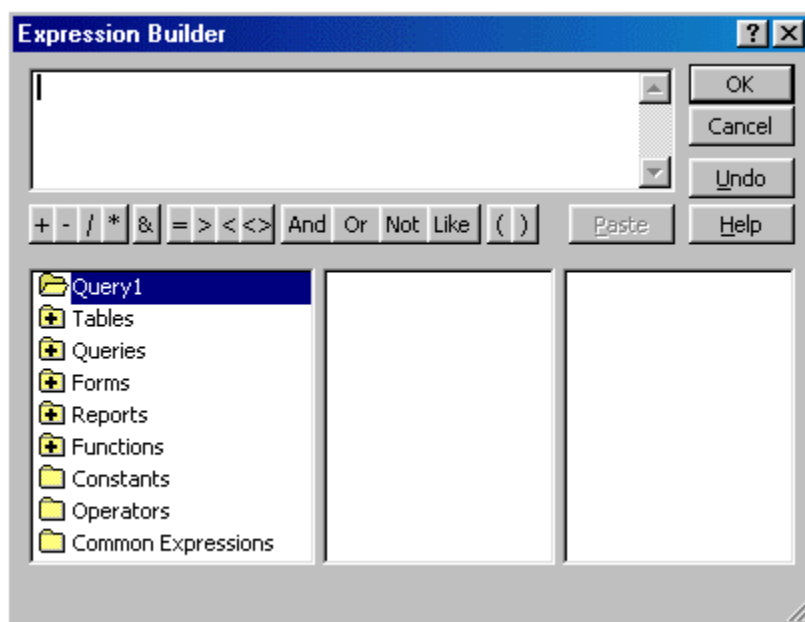 Expression Builder
OK
Cancel
Undo
+ - / * & = > < <> And Or Not Like ( ) Paste Help
Query1
Tables
Queries
Forms
Reports
Functions
Constants
Operators
Common Expressions